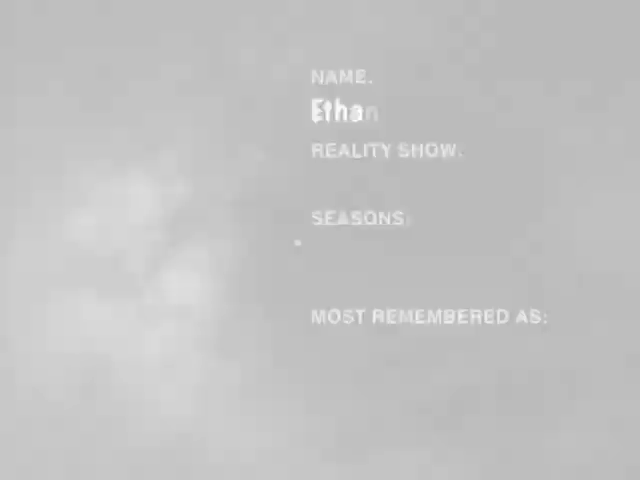 NAME.
Ethan
REALITY SHOW.
SEASONS
MOST REMEMBERED AS: